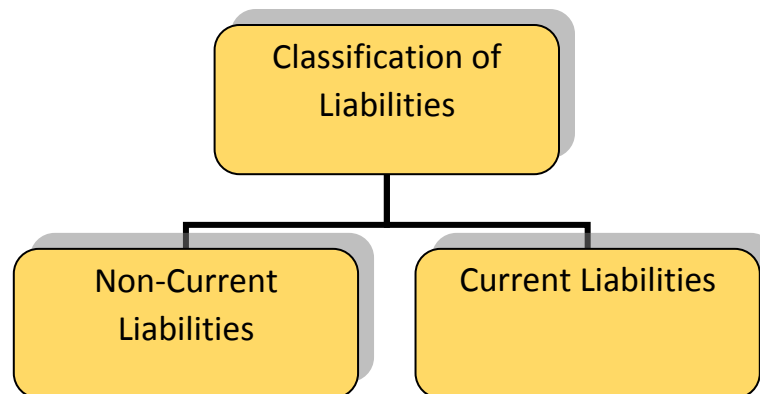 Classification of
Liabilities
Non-Current
Liabilities
Current Liabilities